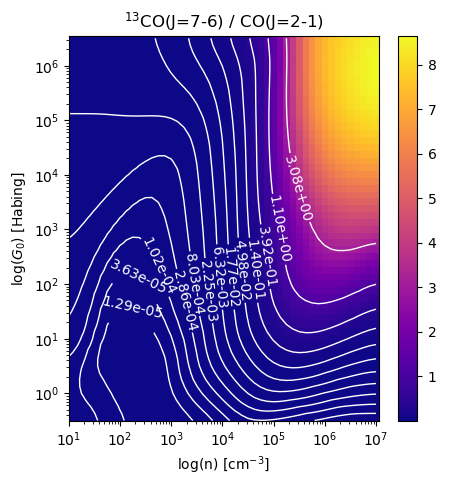 ¹³CO(J=7-6) / CO(J=2-1)
log(G₀) [Habing]
10⁶
10⁵
10⁴
10³
10²
10¹
10⁰
3.08e+00
1.10e+00
3.92e-01
1.40e-01
4.98e-02
1.77e-02
6.32e-03
2.25e-03
8.03e-04
2.86e-04
1.02e-04
3.63e-05
1.29e-05
10¹ 10² 10³ 10⁴ 10⁵ 10⁶ 10⁷
log(n) [cm⁻³]
8
7
6
5
4
3
2
1